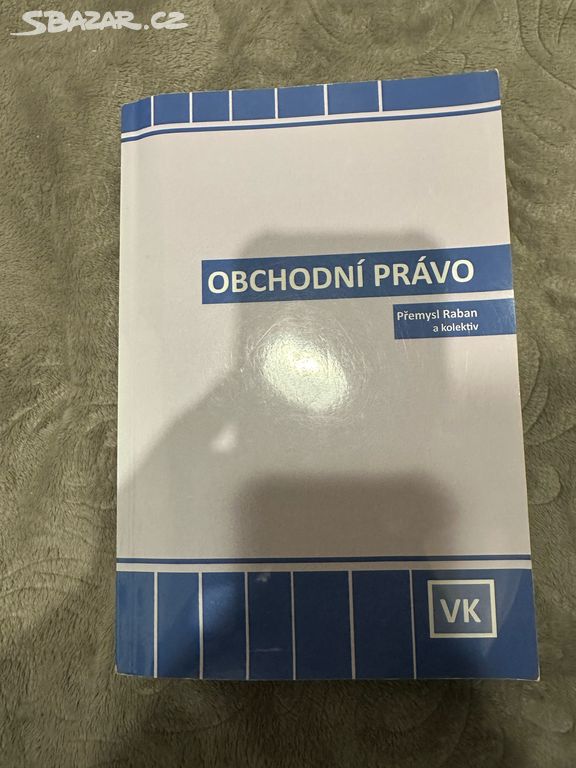 SBAZAR.CZ
OBCHODNÍ PRÁVO
Přemysl Raban
a kolektiv
VK